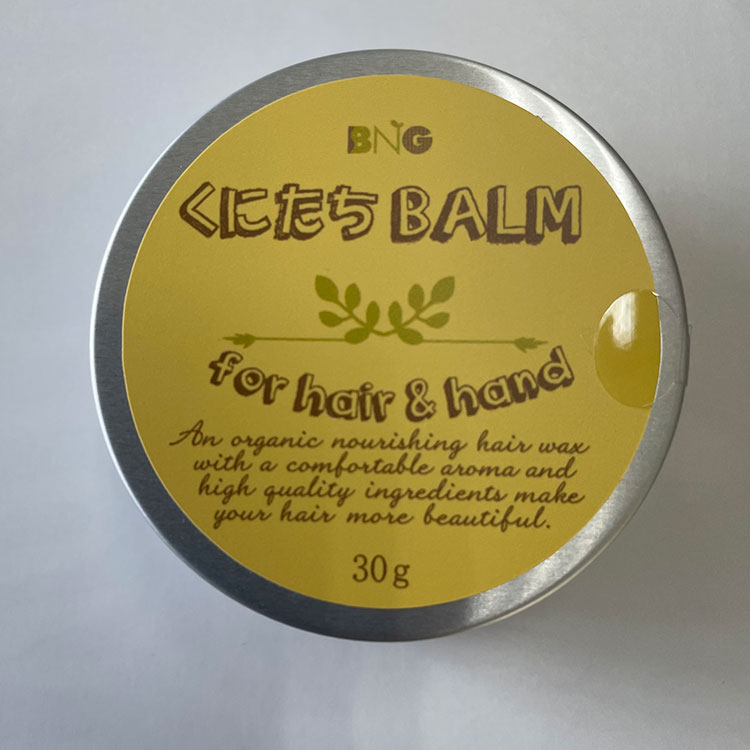 BNG
くにたち BALM
for hair & hand
An organic nourishing hair wax
with a comfortable aroma and
high quality ingredients make
your hair more beautiful.
30g